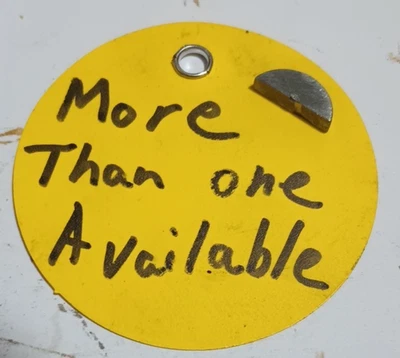 More
Than one
Available